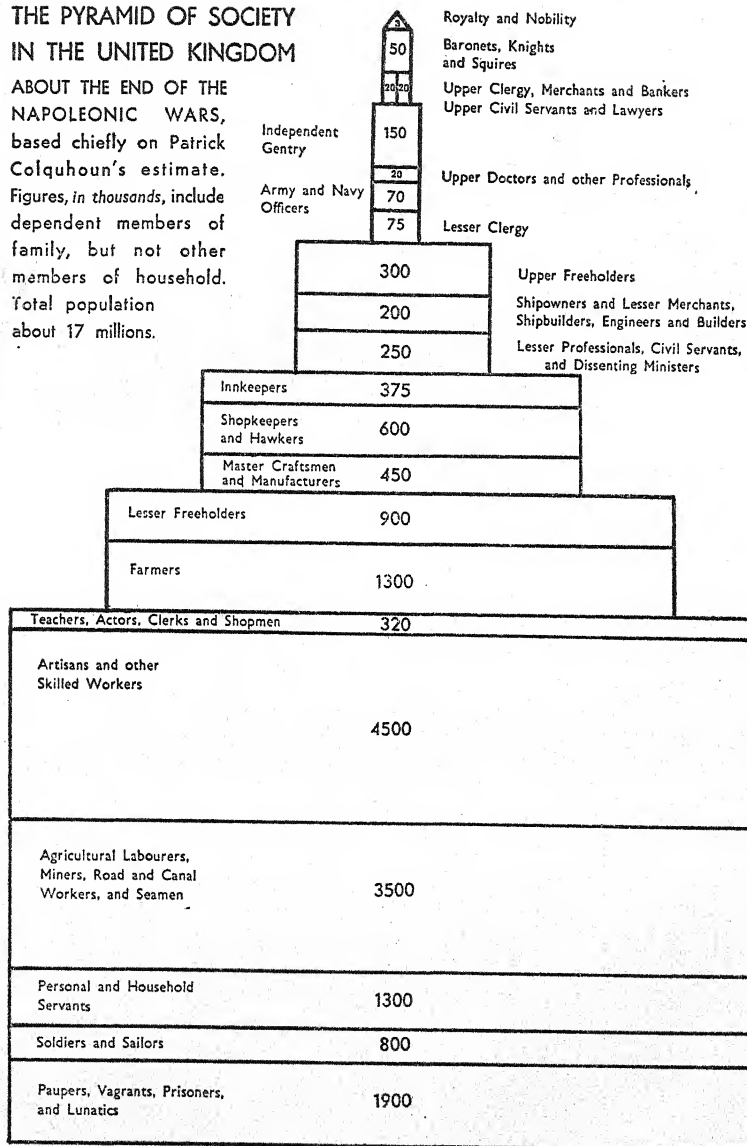 THE PYRAMID OF SOCIETY
IN THE UNITED KINGDOM
ABOUT THE END OF THE
NAPOLEONIC WARS,
based chiefly on Patrick
Colquhoun's estimate.
Figures, in thousands, include
dependent members of
family, but not other
members of household.
Total population
about 17 millions.
3
Royalty and Nobility
50
Baronets, Knights
and Squires
20 20
Upper Clergy, Merchants and Bankers
Upper Civil Servants and Lawyers
Independent
Gentry
150
20
Upper Doctors and other Professionals
Army and Navy
Officers
70
75
Lesser Clergy
300
Upper Freeholders
200
Shipowners and Lesser Merchants,
Shipbuilders, Engineers and Builders
250
Lesser Professionals, Civil Servants,
and Dissenting Ministers
Innkeepers
375
Shopkeepers
and Hawkers
600
Master Craftsmen
and Manufacturers
450
Lesser Freeholders
900
Farmers
1300
Teachers, Actors, Clerks and Shopmen
320
Artisans and other
Skilled Workers
4500
Agricultural Labourers,
Miners, Road and Canal
Workers, and Seamen
3500
Personal and Household
Servants
1300
Soldiers and Sailors
800
Paupers, Vagrants, Prisoners,
and Lunatics
1900